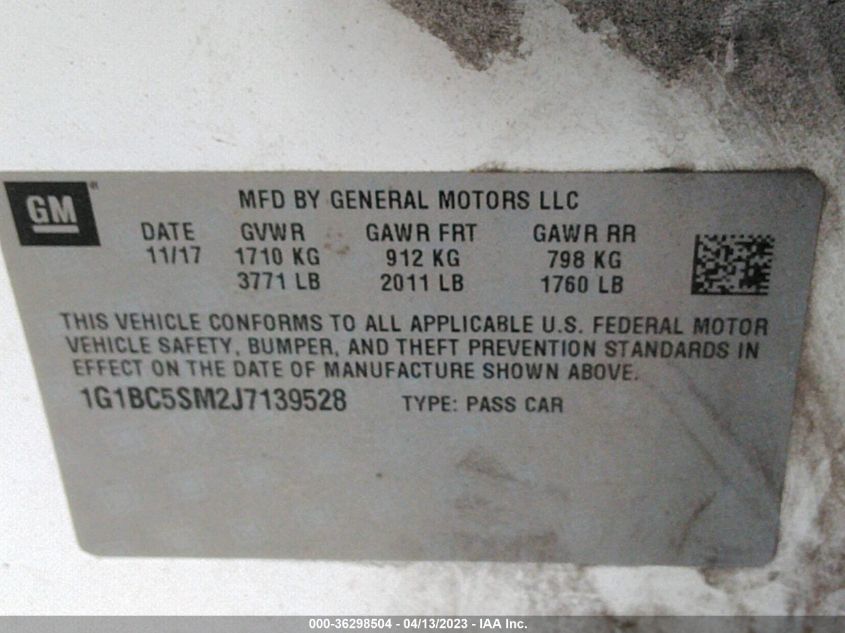 GM®
MFD BY GENERAL MOTORS LLC
DATE GVWR GAWR FRT GAWR RR
11/17 1710 KG 912 KG 798 KG
3771 LB 2011 LB 1760 LB
THIS VEHICLE CONFORMS TO ALL APPLICABLE U.S. FEDERAL MOTOR
VEHICLE SAFETY, BUMPER, AND THEFT PREVENTION STANDARDS IN
EFFECT ON THE DATE OF MANUFACTURE SHOWN ABOVE.
1G1BC5SM2J7139528 TYPE: PASS CAR
000-36298504 - 04/13/2023 - IAA Inc.